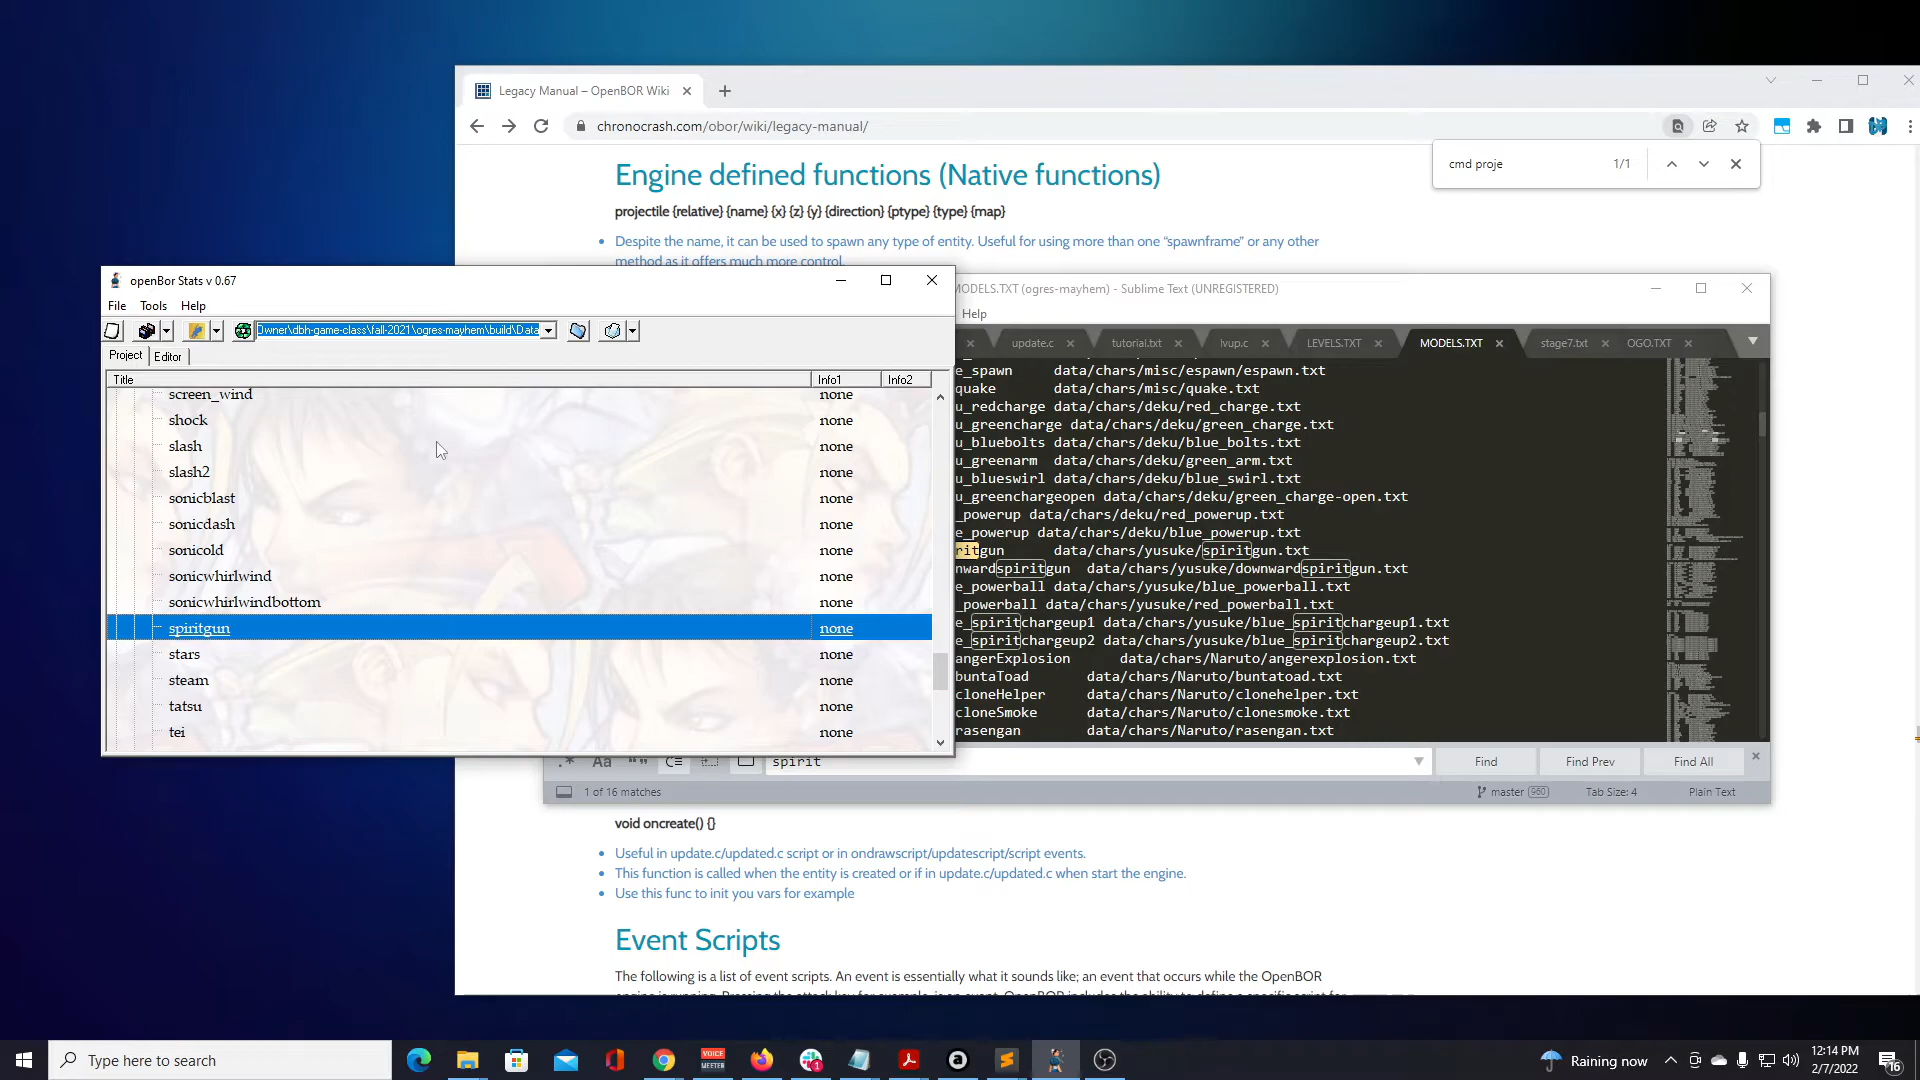 Legacy Manual – OpenBOR Wiki
chronocrash.com/obor/wiki/legacy-manual/
cmd proje
1/1
Engine defined functions (Native functions)
projectile {relative} {name} {x} {z} {y} {direction} {ptype} {type} {map}
Despite the name, it can be used to spawn any type of entity. Useful for using more than one “spawnframe” or any other
method as it offers much more control.
openBor Stats v 0.67
File Tools Help
Owner\dbh-game-class\fall-2021\ogres-mayhem\build\Data
Project Editor
Title Info1 Info2
screen_wind none
shock none
slash none
slash2 none
sonicblast none
sonicdash none
sonicold none
sonicwhirlwind none
sonicwhirlwindbottom none
spiritgun none
stars none
steam none
tatsu none
tei none
MODELS.TXT (ogres-mayhem) - Sublime Text (UNREGISTERED)
Help
update.c tutorial.txt lvup.c LEVELS.TXT MODELS.TXT stage7.txt OGO.TXT
e_spawn data/chars/misc/espawn/espawn.txt
quake data/chars/misc/quake.txt
u_redcharge data/chars/deku/red_charge.txt
u_greencharge data/chars/deku/green_charge.txt
u_bluebolts data/chars/deku/blue_bolts.txt
u_greenarm data/chars/deku/green_arm.txt
u_blueswirl data/chars/deku/blue_swirl.txt
u_greenchargeopen data/chars/deku/green_charge-open.txt
_powerup data/chars/deku/red_powerup.txt
e_powerup data/chars/deku/blue_powerup.txt
ritgun data/chars/yusuke/spiritgun.txt
nwardspiritgun data/chars/yusuke/downwardspiritgun.txt
e_powerball data/chars/yusuke/blue_powerball.txt
_powerball data/chars/yusuke/red_powerball.txt
e_spiritchargeup1 data/chars/yusuke/blue_spiritchargeup1.txt
e_spiritchargeup2 data/chars/yusuke/blue_spiritchargeup2.txt
angerExplosion data/chars/Naruto/angerexplosion.txt
buntaToad data/chars/Naruto/buntatoad.txt
cloneHelper data/chars/Naruto/clonehelper.txt
cloneSmoke data/chars/Naruto/clonesmoke.txt
rasengan data/chars/Naruto/rasengan.txt
.* Aa “” spirit Find Find Prev Find All
1 of 16 matches master 960 Tab Size: 4 Plain Text
void oncreate() {}
Useful in update.c/updated.c script or in ondrawscript/updatescript/script events.
This function is called when the entity is created or if in update.c/updated.c when start the engine.
Use this func to init you vars for example
Event Scripts
The following is a list of event scripts. An event is essentially what it sounds like; an event that occurs while the OpenBOR
Type here to search
VOICE
MEETER
Raining now
12:14 PM
2/7/2022
16